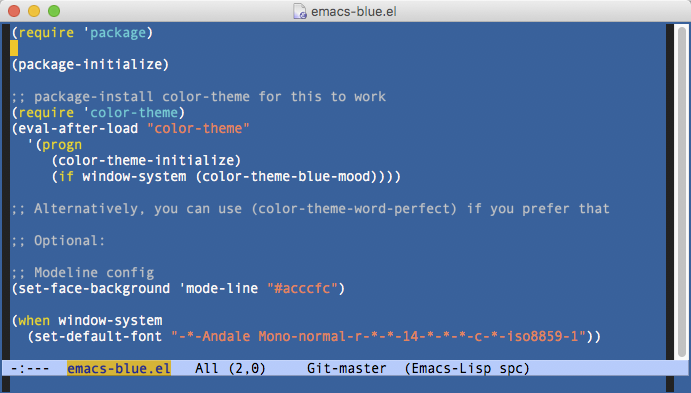 emacs-blue.el
(require 'package)
(package-initialize)
;; package-install color-theme for this to work
(require 'color-theme)
(eval-after-load "color-theme"
  '(progn
     (color-theme-initialize)
     (if window-system (color-theme-blue-mood))))
;; Alternatively, you can use (color-theme-word-perfect) if you prefer that
;; Optional:
;; Modeline config
(set-face-background 'mode-line "#acccfc")
(when window-system
  (set-default-font "-*-Andale Mono-normal-r-*-*-14-*-*-*-c-*-iso8859-1"))
-:---  emacs-blue.el   All (2,0)     Git-master  (Emacs-Lisp spc)